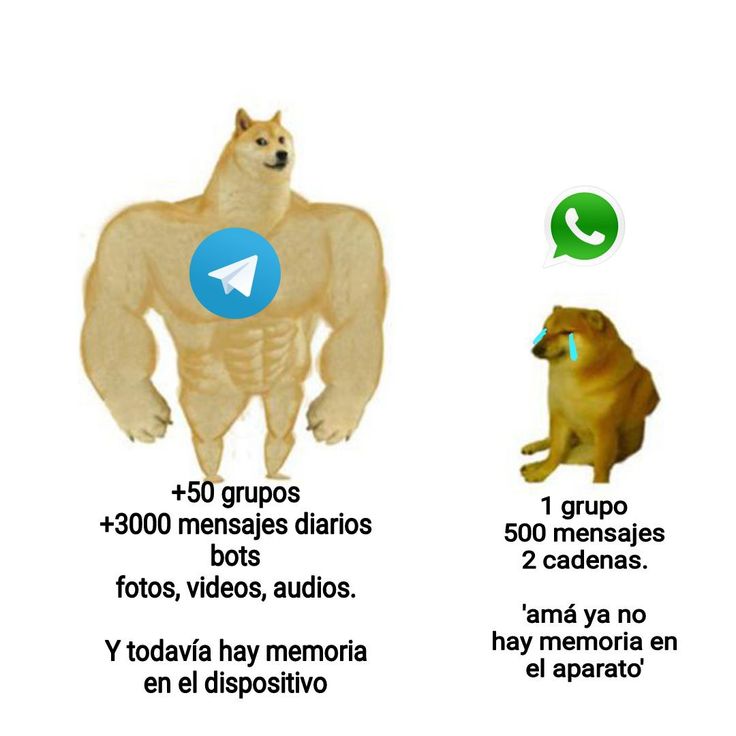 +50 grupos
+3000 mensajes diarios
bots
fotos, videos, audios.
Y todavía hay memoria
en el dispositivo
1 grupo
500 mensajes
2 cadenas.
'amá ya no
hay memoria en
el aparato'